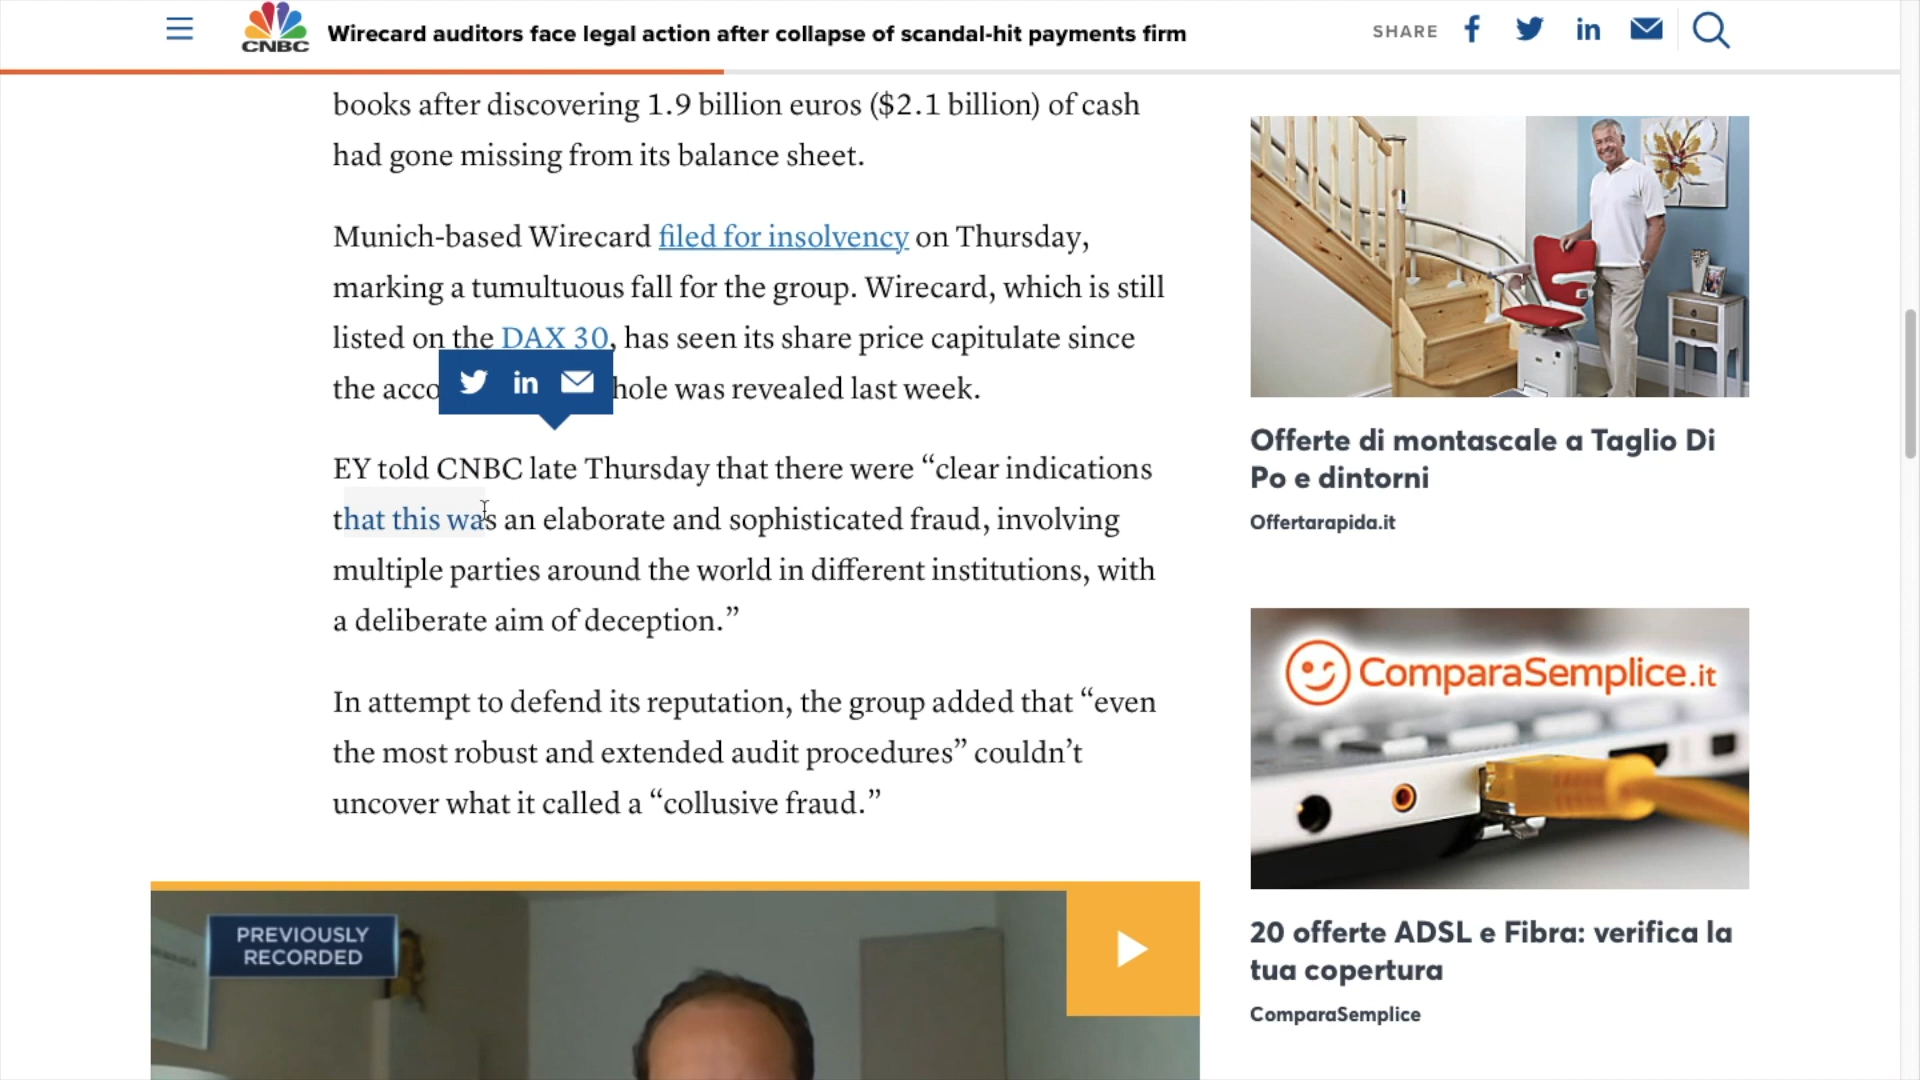 CNBC
Wirecard auditors face legal action after collapse of scandal-hit payments firm
SHARE
books after discovering 1.9 billion euros ($2.1 billion) of cash
had gone missing from its balance sheet.
Munich-based Wirecard filed for insolvency on Thursday,
marking a tumultuous fall for the group. Wirecard, which is still
listed on the DAX 30, has seen its share price capitulate since
the acco hole was revealed last week.
EY told CNBC late Thursday that there were “clear indications
that this was an elaborate and sophisticated fraud, involving
multiple parties around the world in different institutions, with
a deliberate aim of deception.”
In attempt to defend its reputation, the group added that “even
the most robust and extended audit procedures” couldn’t
uncover what it called a “collusive fraud.”
PREVIOUSLY
RECORDED
Offerte di montascale a Taglio Di
Po e dintorni
Offertarapida.it
ComparaSemplice.it
20 offerte ADSL e Fibra: verifica la
tua copertura
ComparaSemplice